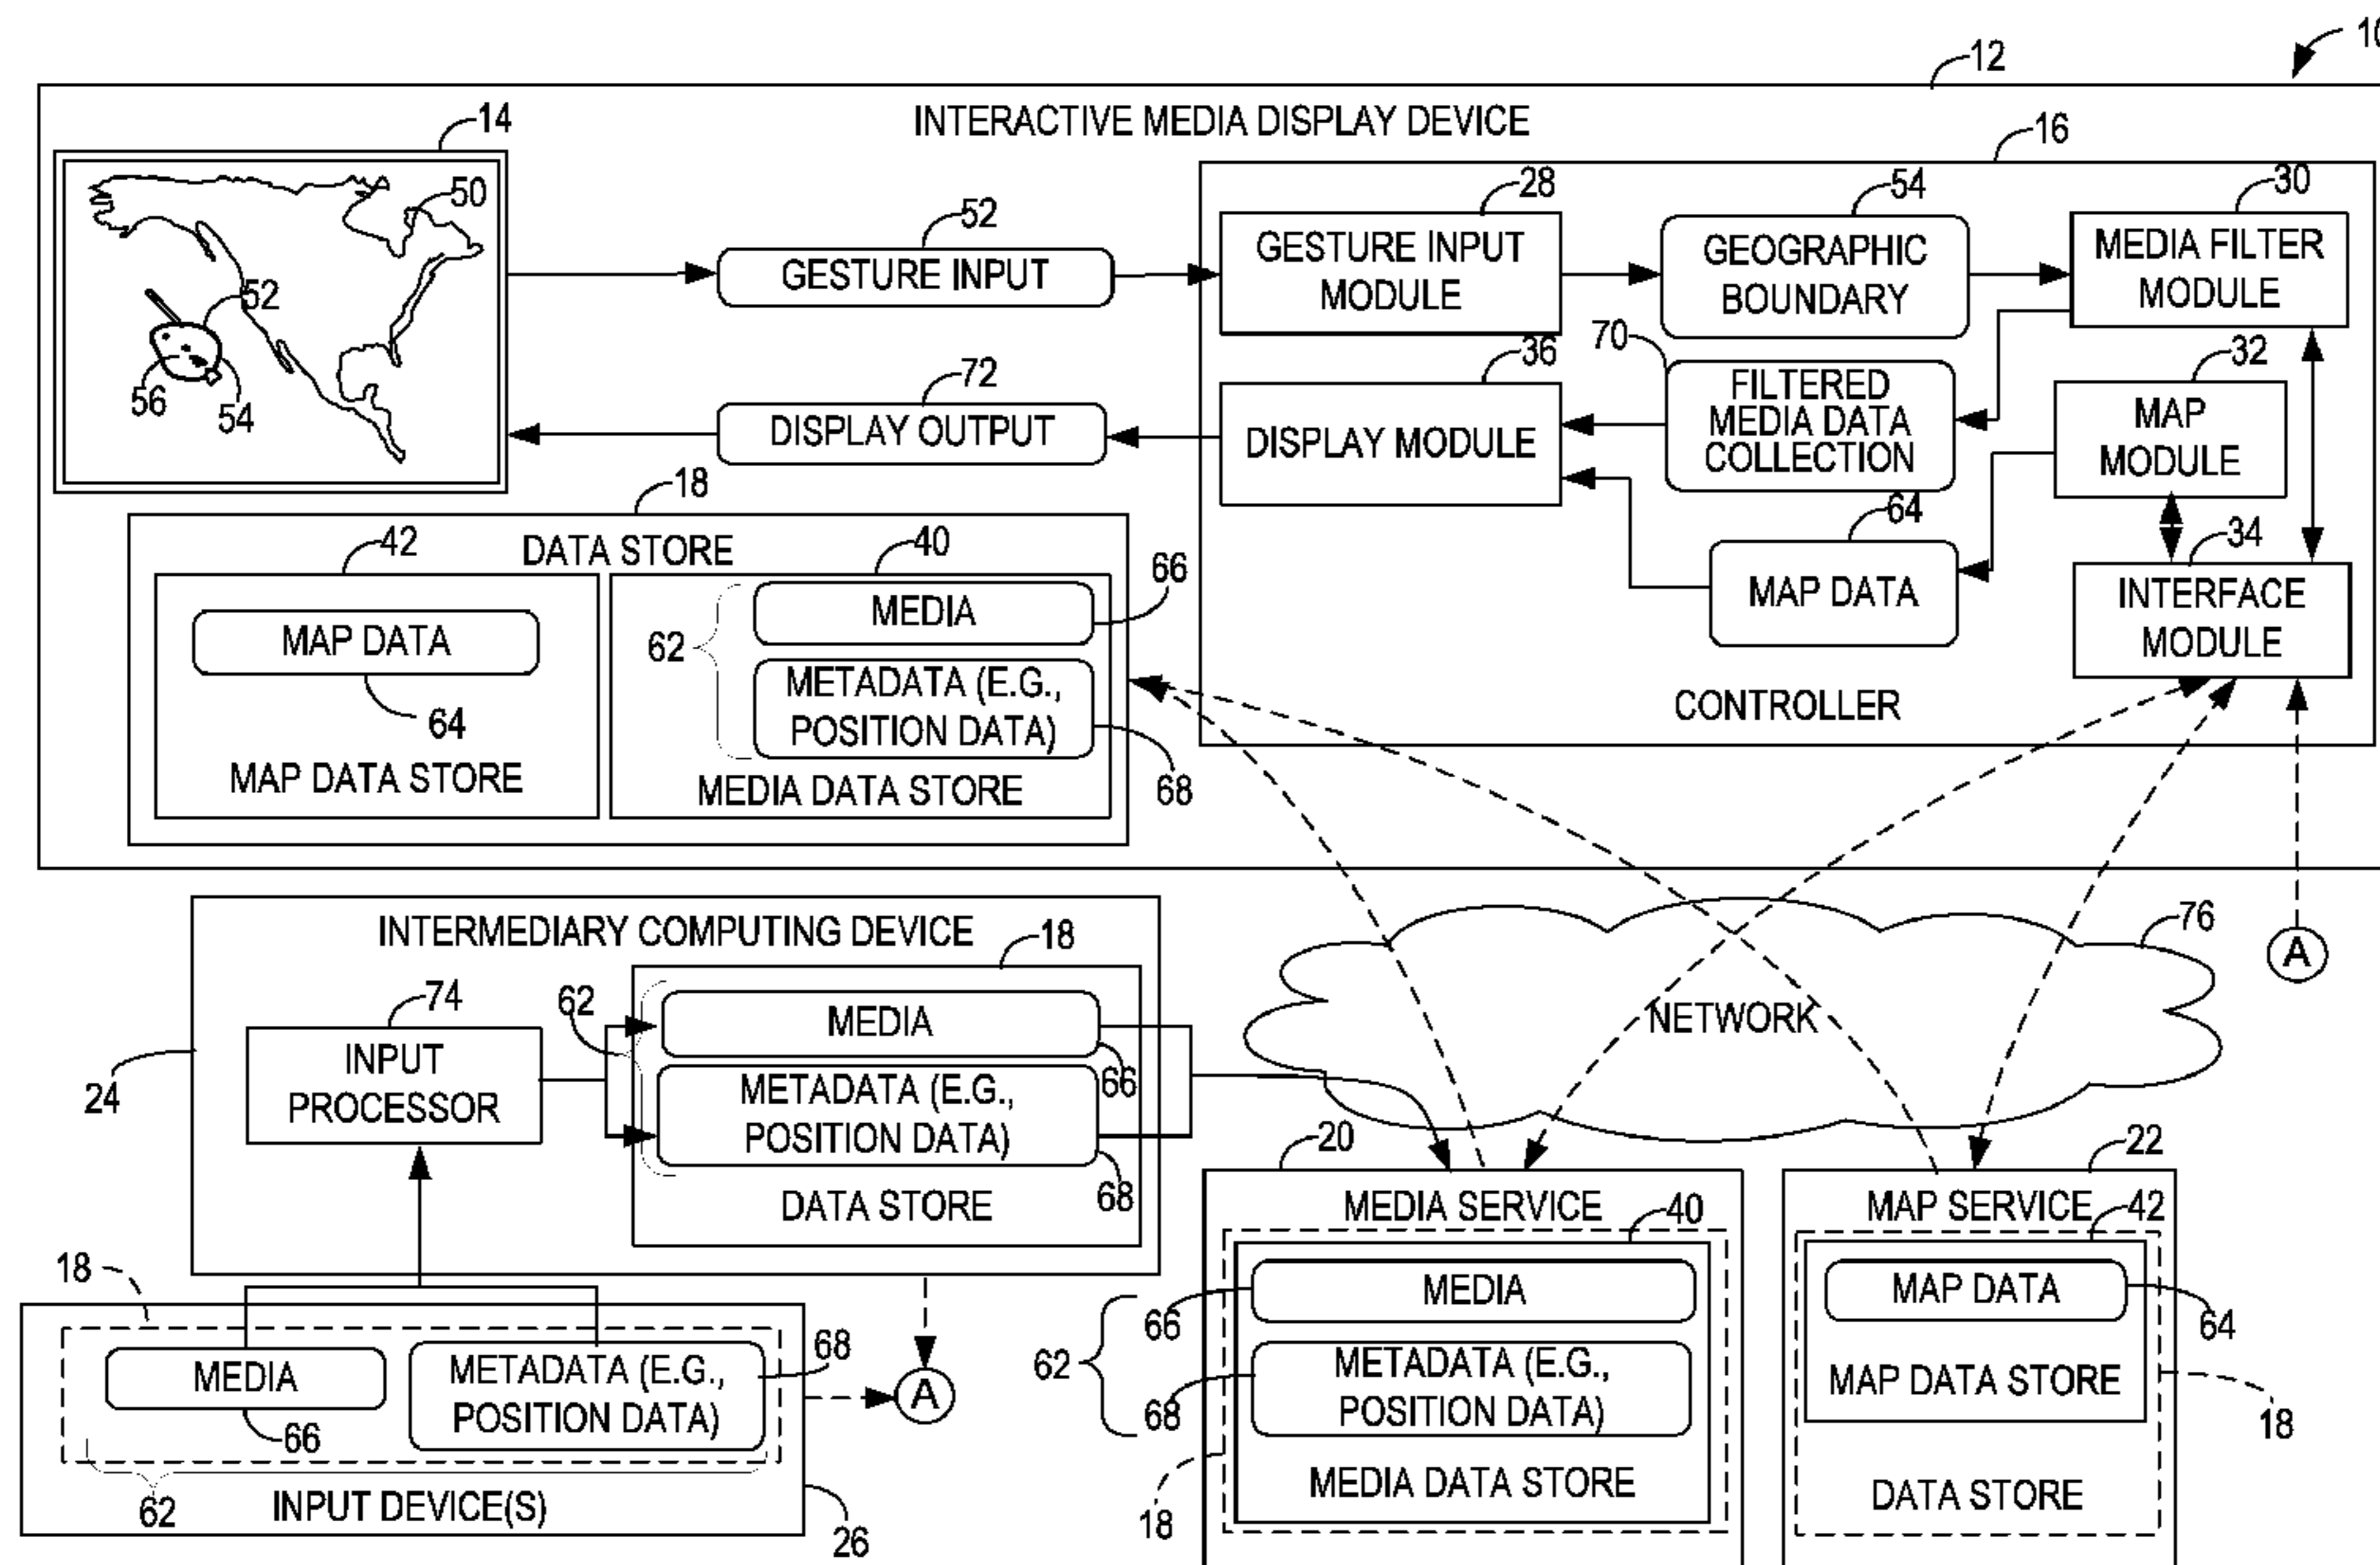 10
12
INTERACTIVE MEDIA DISPLAY DEVICE
14
16
50
52
56
54
52
GESTURE INPUT
72
DISPLAY OUTPUT
28
GESTURE INPUT
MODULE
54
GEOGRAPHIC
BOUNDARY
30
MEDIA FILTER
MODULE
36
DISPLAY MODULE
70
FILTERED
MEDIA DATA
COLLECTION
32
MAP
MODULE
64
MAP DATA
34
INTERFACE
MODULE
CONTROLLER
18
DATA STORE
42
MAP DATA
64
MAP DATA STORE
40
62
MEDIA
66
METADATA (E.G.,
POSITION DATA)
68
MEDIA DATA STORE
INTERMEDIARY COMPUTING DEVICE
24
74
INPUT
PROCESSOR
18
62
MEDIA
66
METADATA (E.G.,
POSITION DATA)
68
DATA STORE
76
NETWORK
A
18
MEDIA
66
METADATA (E.G.,
POSITION DATA)
68
62
INPUT DEVICE(S)
26
A
20
MEDIA SERVICE
40
MEDIA
66
62
METADATA (E.G.,
POSITION DATA)
68
MEDIA DATA STORE
18
22
MAP SERVICE
42
MAP DATA
64
MAP DATA STORE
18
DATA STORE